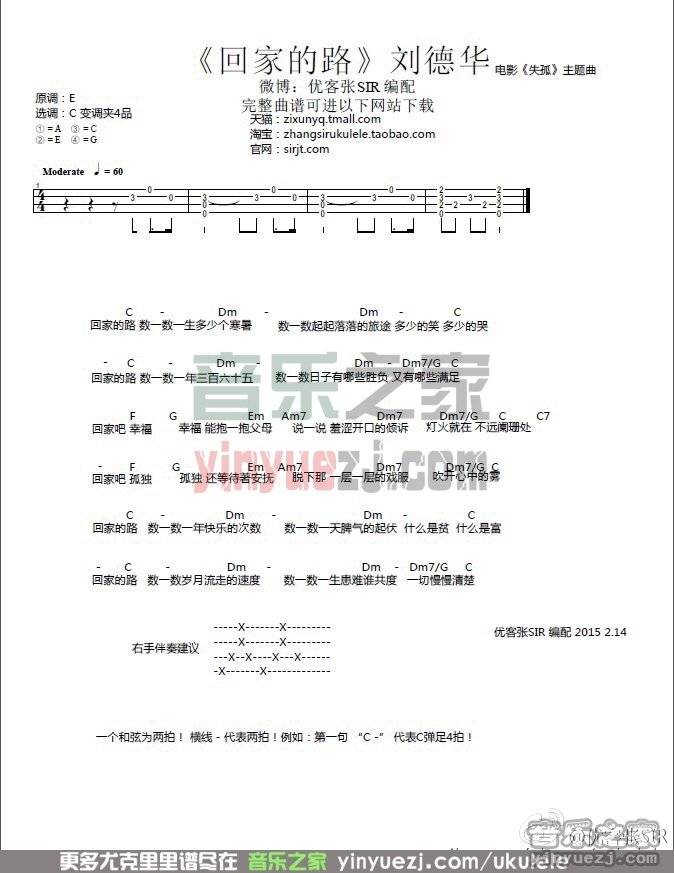 《回家的路》刘德华 电影《失孤》主题曲
微博：优客张SIR 编配
完整曲谱可进以下网站下载
天猫：zixunyq.tmall.com
淘宝：zhangsirukulele.taobao.com
官网：sirjt.com
原调：E
选调：C 变调夹4品
①=A ③=C
②=E ④=G
Moderate ♩= 60
C - Dm - Dm - C
回家的路 数一数一生多少个寒暑 数一数起起落落的旅途 多少的笑 多少的哭
- C - Dm - Dm - Dm7/G C
回家的路 数一数一年三百六十五 数一数日子有哪些胜负 又有哪些满足
F G Em Am7 Dm7 Dm7/G C C7
回家吧 幸福 幸福 能抱一抱父母 说一说 羞涩开口的倾诉 灯火就在 不远阑珊处
- F G Em Am7 Dm7 Dm7/G C
回家吧 孤独 孤独 还等待著安抚 脱下那 一层一层的戏服 吹开心中的雾
C - Dm - Dm - C
回家的路 数一数一年快乐的次数 数一数一天脾气的起伏 什么是贫 什么是富
- C - Dm - Dm - Dm7/G C
回家的路 数一数岁月流走的速度 数一数一生患难谁共度 一切慢慢清楚
音乐之家
yinyuezj.com
右手伴奏建议
-----X-------X---------
-----X-------X---------
---X--X----X----X----
-X-------X-----------
优客张SIR 编配 2015 2.14
一个和弦为两拍！ 横线 - 代表两拍！例如：第一句 “C -” 代表C弹足4拍！
@优客张SIR
音乐之家
yinyuezj.com
更多尤克里里谱尽在 音乐之家 yinyuezj.com/ukulele